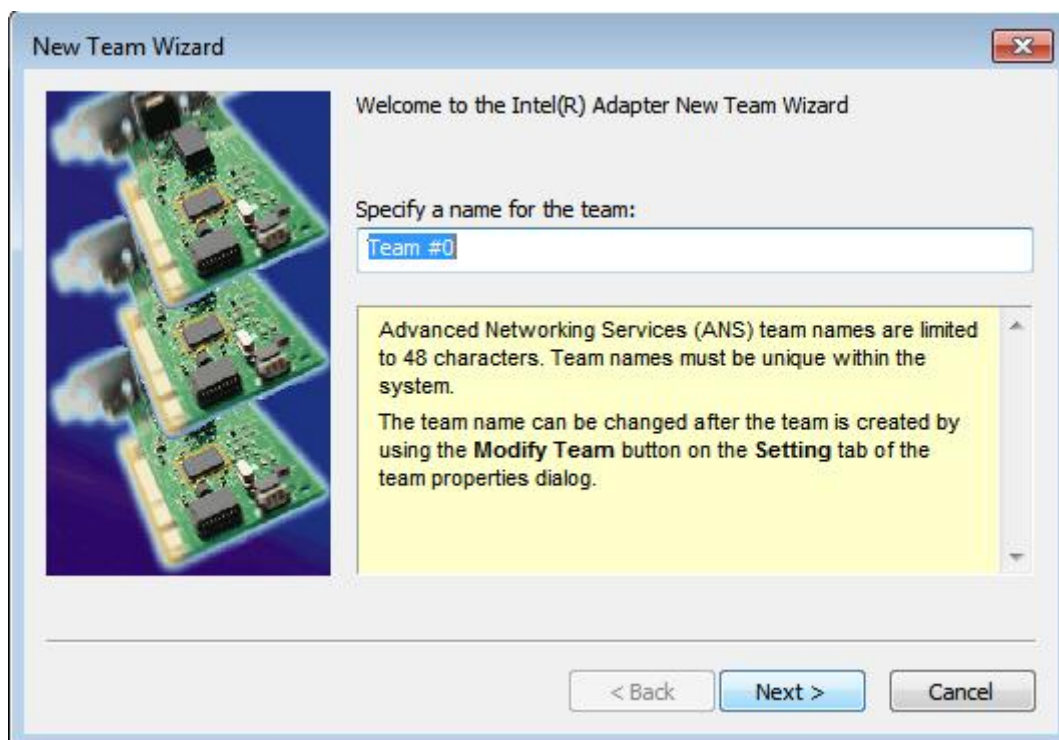 New Team Wizard
Welcome to the Intel(R) Adapter New Team Wizard
Specify a name for the team:
Team #0
Advanced Networking Services (ANS) team names are limited
to 48 characters. Team names must be unique within the
system.
The team name can be changed after the team is created by
using the Modify Team button on the Setting tab of the
team properties dialog.
< Back
Next >
Cancel